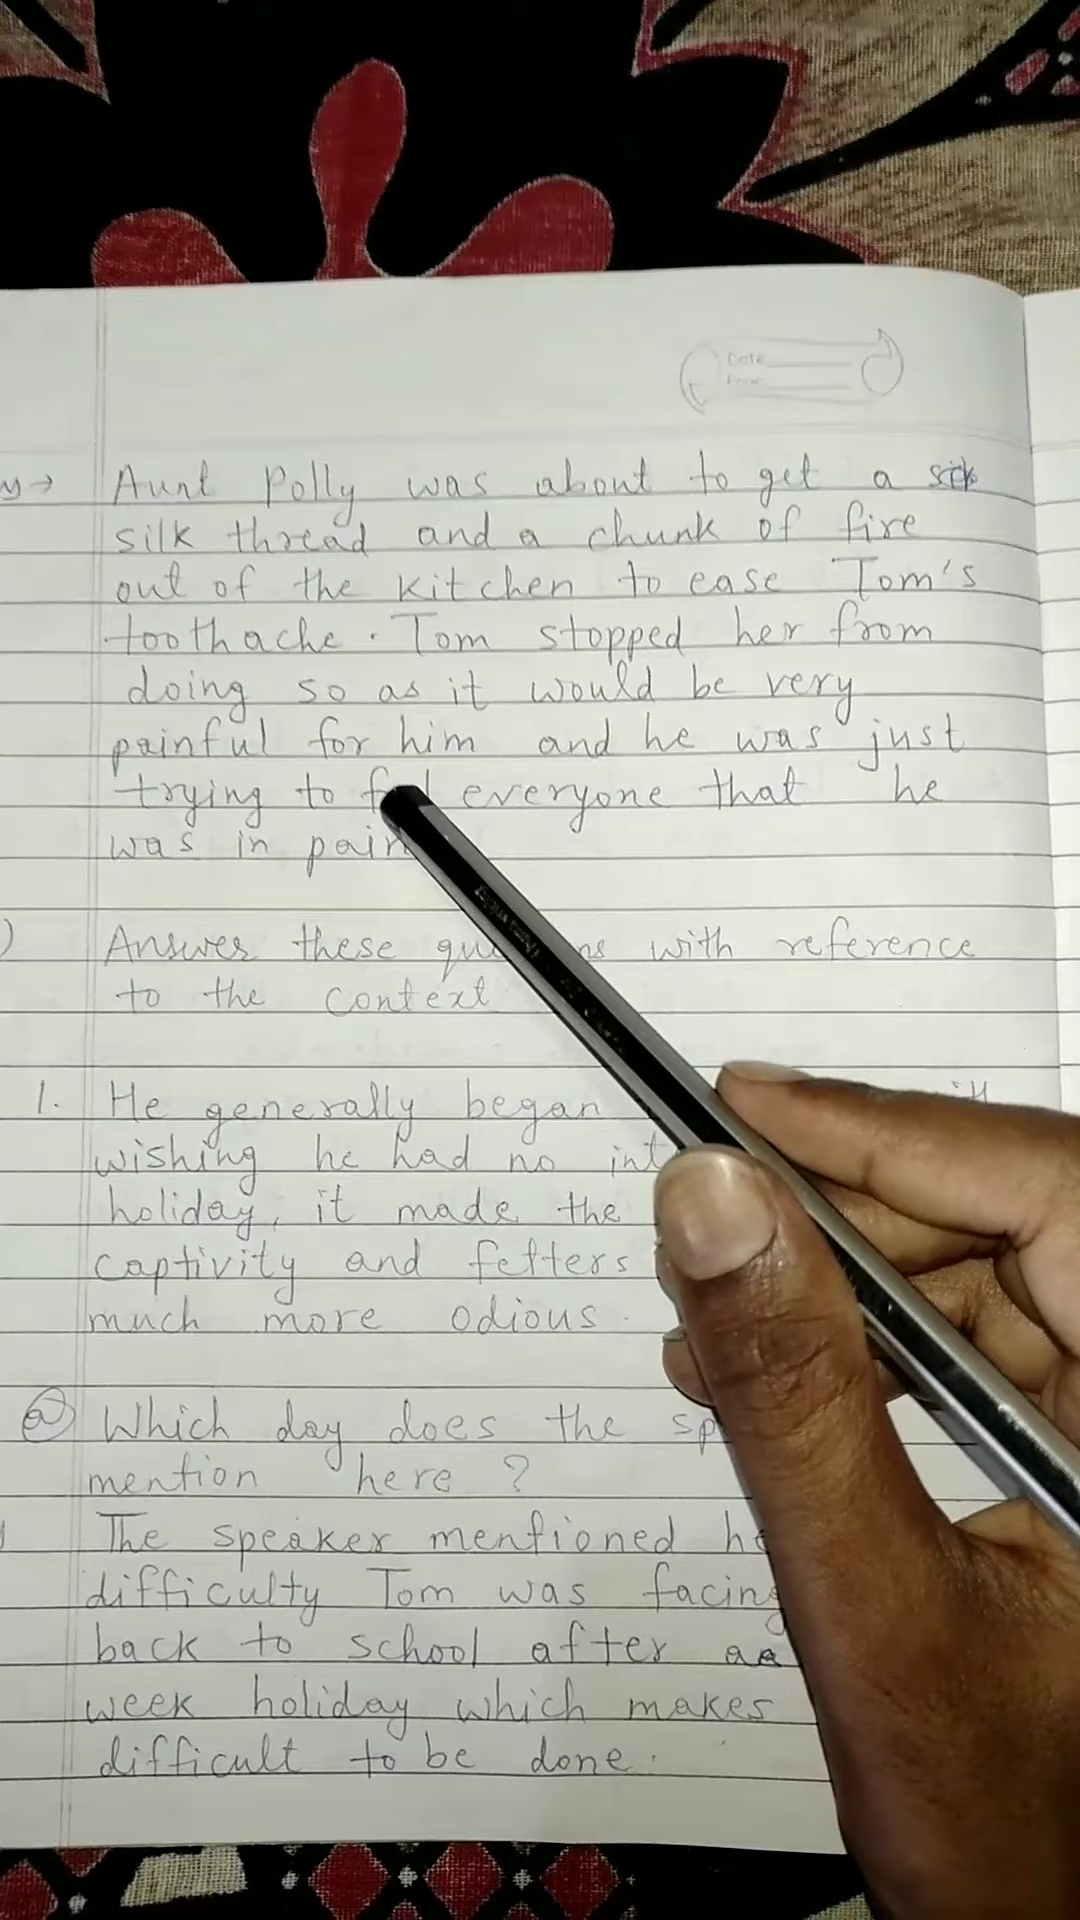 Date
Aunt Polly was about to get a
silk thread and a chunk of fire
out of the kitchen to ease Tom's
toothache. Tom stopped her from
doing so as it would be very
painful for him and he was just
trying to everyone that he
was in pain
Answer these with reference
to the context
1. He generally began
wishing he had no
holiday, it made the
captivity and fetters
much more odious.
a) Which day does the
mention here ?
The speaker mentioned
difficulty Tom was facing
back to school after a
week holiday which makes
difficult to be done.